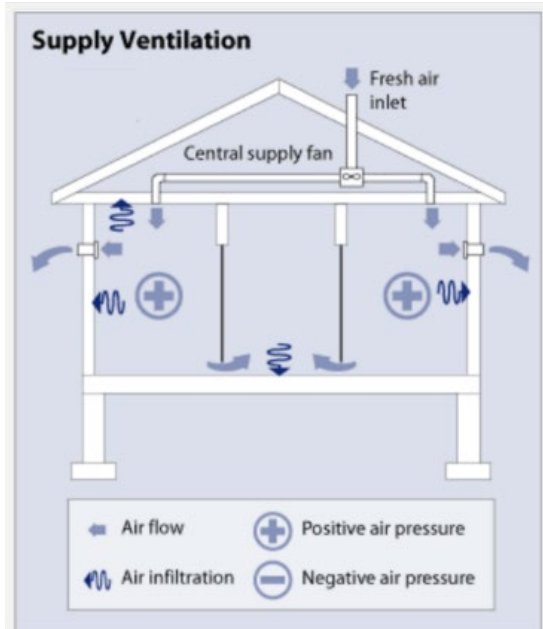 Supply Ventilation
Fresh air
inlet
Central supply fan
Air flow
Positive air pressure
Air infiltration
Negative air pressure